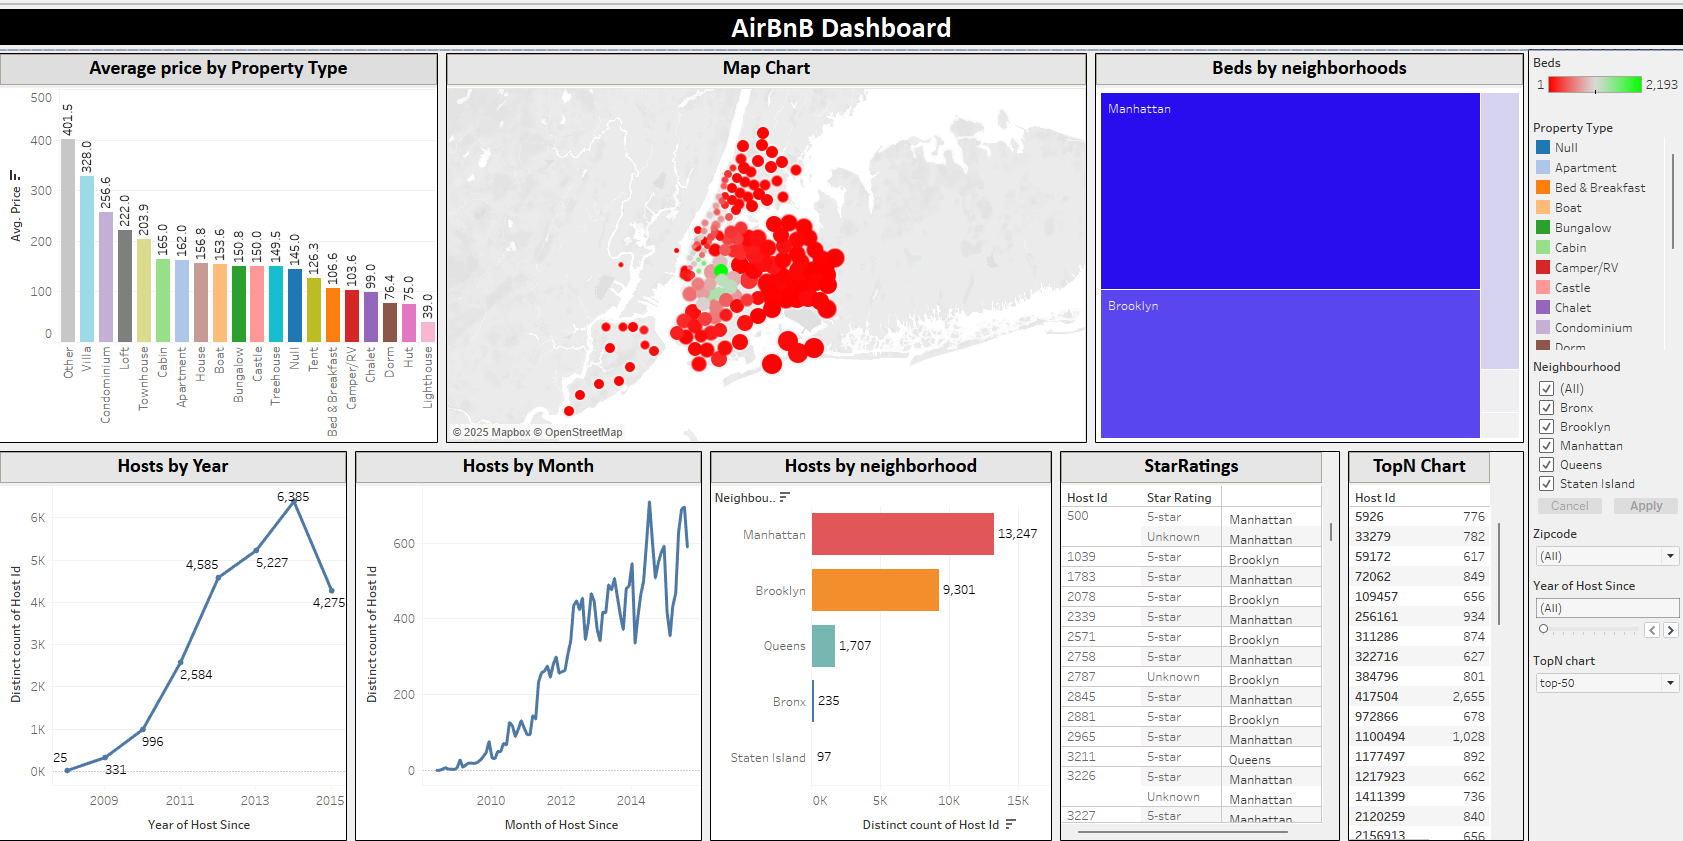 AirBnB Dashboard
Average price by Property Type
Avg. Price
500
400
300
200
100
0
401.5
328.0
256.6
222.0
203.9
165.0
162.0
156.8
153.6
150.8
150.0
149.5
145.0
126.3
106.6
103.6
99.0
76.4
75.0
39.0
Other
Villa
Condominium
Loft
Townhouse
Cabin
Apartment
House
Boat
Bungalow
Castle
Treehouse
Null
Tent
Bed & Breakfast
Camper/RV
Chalet
Dorm
Hut
Lighthouse
Map Chart
© 2025 Mapbox © OpenStreetMap
Beds by neighborhoods
Manhattan
Brooklyn
Beds
1 2,193
Property Type
Null
Apartment
Bed & Breakfast
Boat
Bungalow
Cabin
Camper/RV
Castle
Chalet
Condominium
Dorm
Neighbourhood
(All)
Bronx
Brooklyn
Manhattan
Queens
Staten Island
Cancel Apply
Zipcode
(All)
Year of Host Since
(All)
TopN chart
top-50
Hosts by Year
Distinct count of Host Id
6K
5K
4K
3K
2K
1K
0K
25
331
996
2,584
4,585
5,227
6,385
4,275
2009 2011 2013 2015
Year of Host Since
Hosts by Month
Distinct count of Host Id
600
400
200
0
2010 2012 2014
Month of Host Since
Hosts by neighborhood
Neighbou..
Manhattan 13,247
Brooklyn 9,301
Queens 1,707
Bronx 235
Staten Island 97
0K 5K 10K 15K
Distinct count of Host Id
StarRatings
Host Id Star Rating
500 5-star Manhattan
Unknown Manhattan
1039 5-star Brooklyn
1783 5-star Manhattan
2078 5-star Brooklyn
2339 5-star Manhattan
2571 5-star Brooklyn
2758 5-star Manhattan
2787 Unknown Brooklyn
2845 5-star Manhattan
2881 5-star Brooklyn
2965 5-star Manhattan
3211 5-star Queens
3226 5-star Manhattan
Unknown Manhattan
3227 5-star Manhattan
TopN Chart
Host Id
5926 776
33279 782
59172 617
72062 849
109457 656
256161 934
311286 874
322716 627
384796 801
417504 2,655
972866 678
1100494 1,028
1177497 892
1217923 662
1411399 736
2120259 840
2156913 656